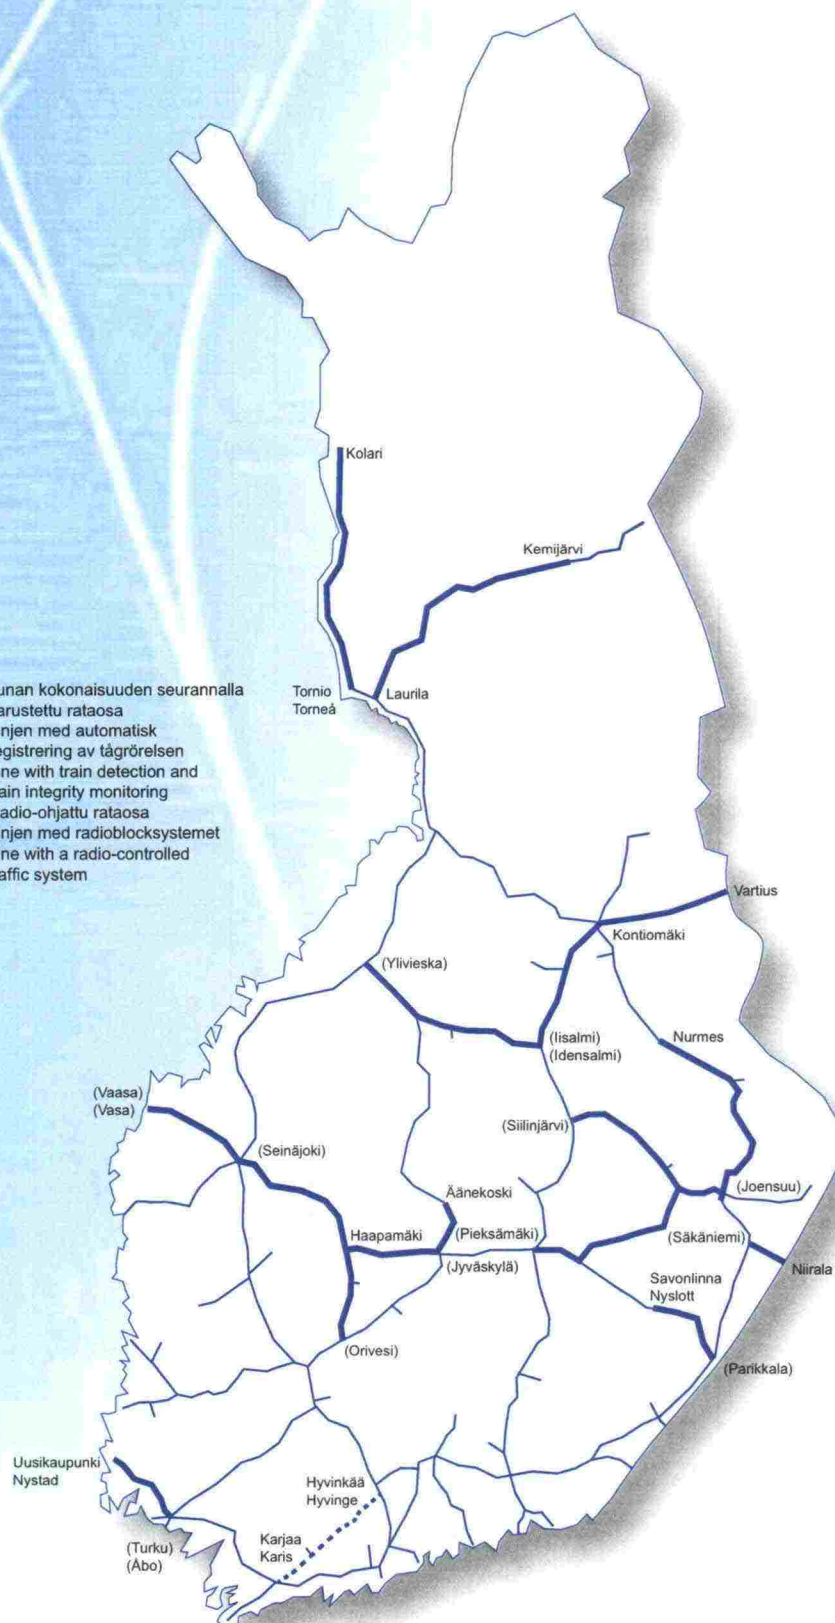 Kolari
Kemijärvi
unan kokonaisuuden seurannalla
arustettu rataosa
njen med automatisk
egistrering av tågrörelsen
ne with train detection and
ain integrity monitoring
adio-ohjattu rataosa
njen med radioblocksystemet
ne with a radio-controlled
affic system
Tornio
Torneå
Laurila
Vartius
Kontiomäki
(Ylivieska)
(Iisalmi)
(Idensalmi)
Nurmes
(Vaasa)
(Vasa)
(Siilinjärvi)
(Seinäjoki)
Äänekoski
(Joensuu)
Haapamäki
(Pieksämäki)
(Säkäniemi)
(Jyväskylä)
Niirala
Savonlinna
Nyslott
(Orivesi)
(Parikkala)
Uusikaupunki
Nystad
Hyvinkää
Hyvinge
Karjaa
Karis
(Turku)
(Åbo)